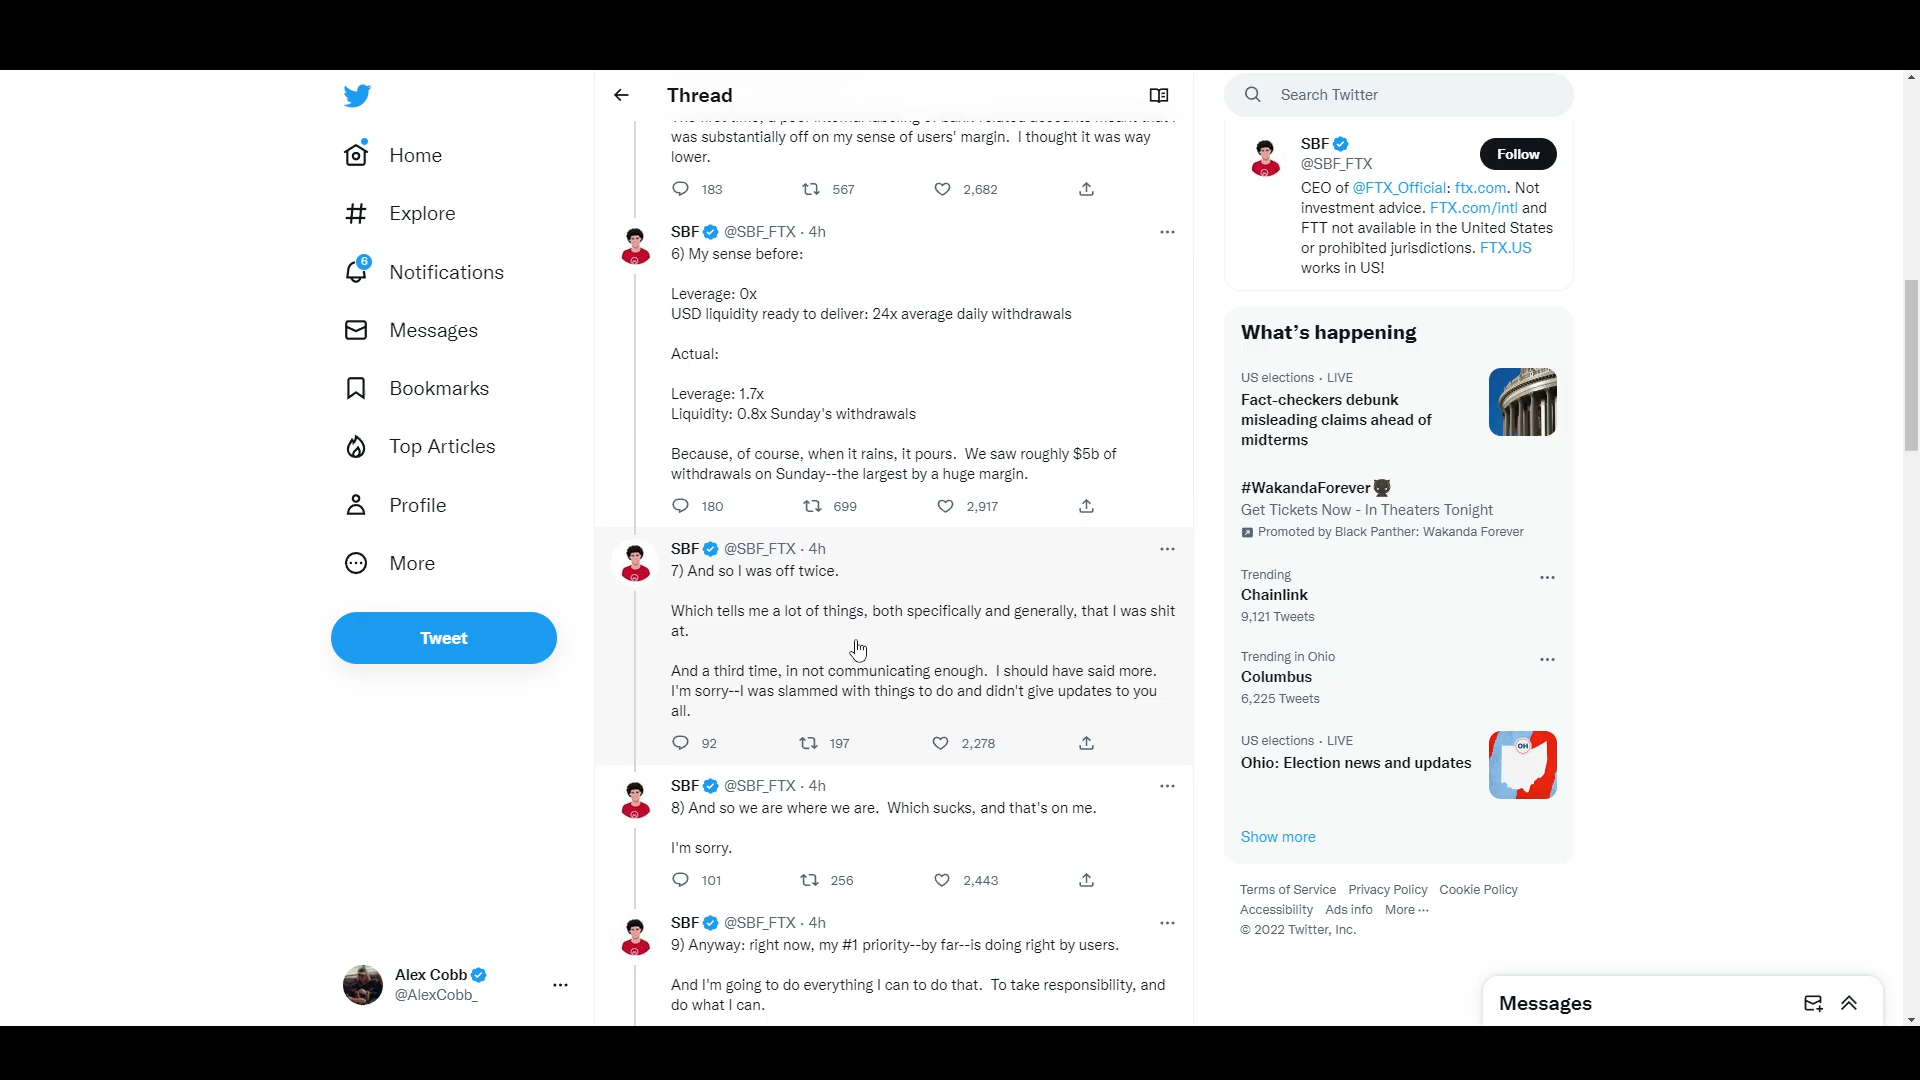 Home
Explore
6
Notifications
Messages
Bookmarks
Top Articles
Profile
More
Tweet
Alex Cobb
@AlexCobb_
Thread
was substantially off on my sense of users' margin.  I thought it was way
lower.
183 567 2,682
SBF @SBF_FTX · 4h
6) My sense before:
Leverage: 0x
USD liquidity ready to deliver: 24x average daily withdrawals
Actual:
Leverage: 1.7x
Liquidity: 0.8x Sunday's withdrawals
Because, of course, when it rains, it pours.  We saw roughly $5b of
withdrawals on Sunday--the largest by a huge margin.
180 699 2,917
SBF @SBF_FTX · 4h
7) And so I was off twice.
Which tells me a lot of things, both specifically and generally, that I was shit
at.
And a third time, in not communicating enough.  I should have said more.
I'm sorry--I was slammed with things to do and didn't give updates to you
all.
92 197 2,278
SBF @SBF_FTX · 4h
8) And so we are where we are.  Which sucks, and that's on me.
I'm sorry.
101 256 2,443
SBF @SBF_FTX · 4h
9) Anyway: right now, my #1 priority--by far--is doing right by users.
And I'm going to do everything I can to do that.  To take responsibility, and
do what I can.
Search Twitter
SBF
@SBF_FTX
Follow
CEO of @FTX_Official: ftx.com. Not
investment advice. FTX.com/intl and
FTT not available in the United States
or prohibited jurisdictions. FTX.US
works in US!
What's happening
US elections · LIVE
Fact-checkers debunk
misleading claims ahead of
midterms
#WakandaForever
Get Tickets Now - In Theaters Tonight
Promoted by Black Panther: Wakanda Forever
Trending
Chainlink
9,121 Tweets
Trending in Ohio
Columbus
6,225 Tweets
US elections · LIVE
Ohio: Election news and updates
OH
Show more
Terms of Service Privacy Policy Cookie Policy
Accessibility Ads info More ···
© 2022 Twitter, Inc.
Messages